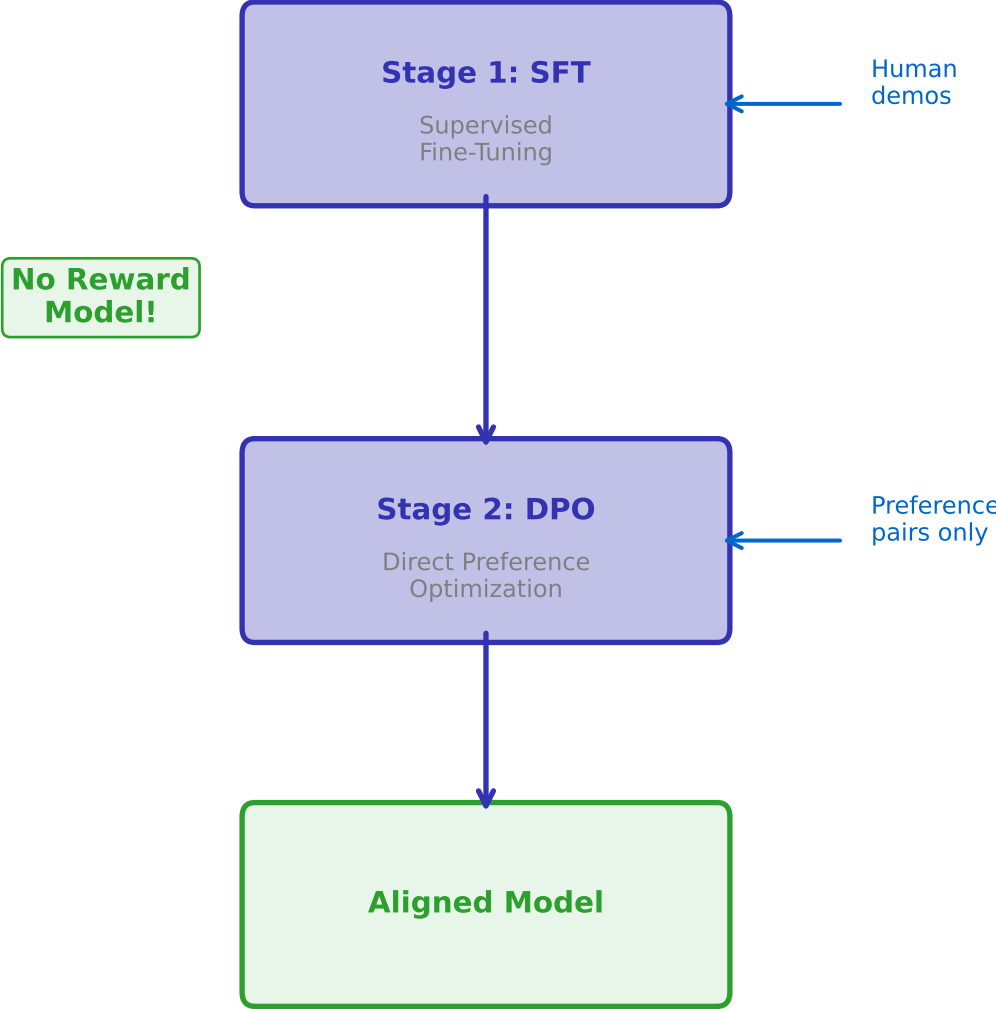 Stage 1: SFT
Supervised
Fine-Tuning
Human
demos
No Reward
Model!
Stage 2: DPO
Direct Preference
Optimization
Preference
pairs only
Aligned Model